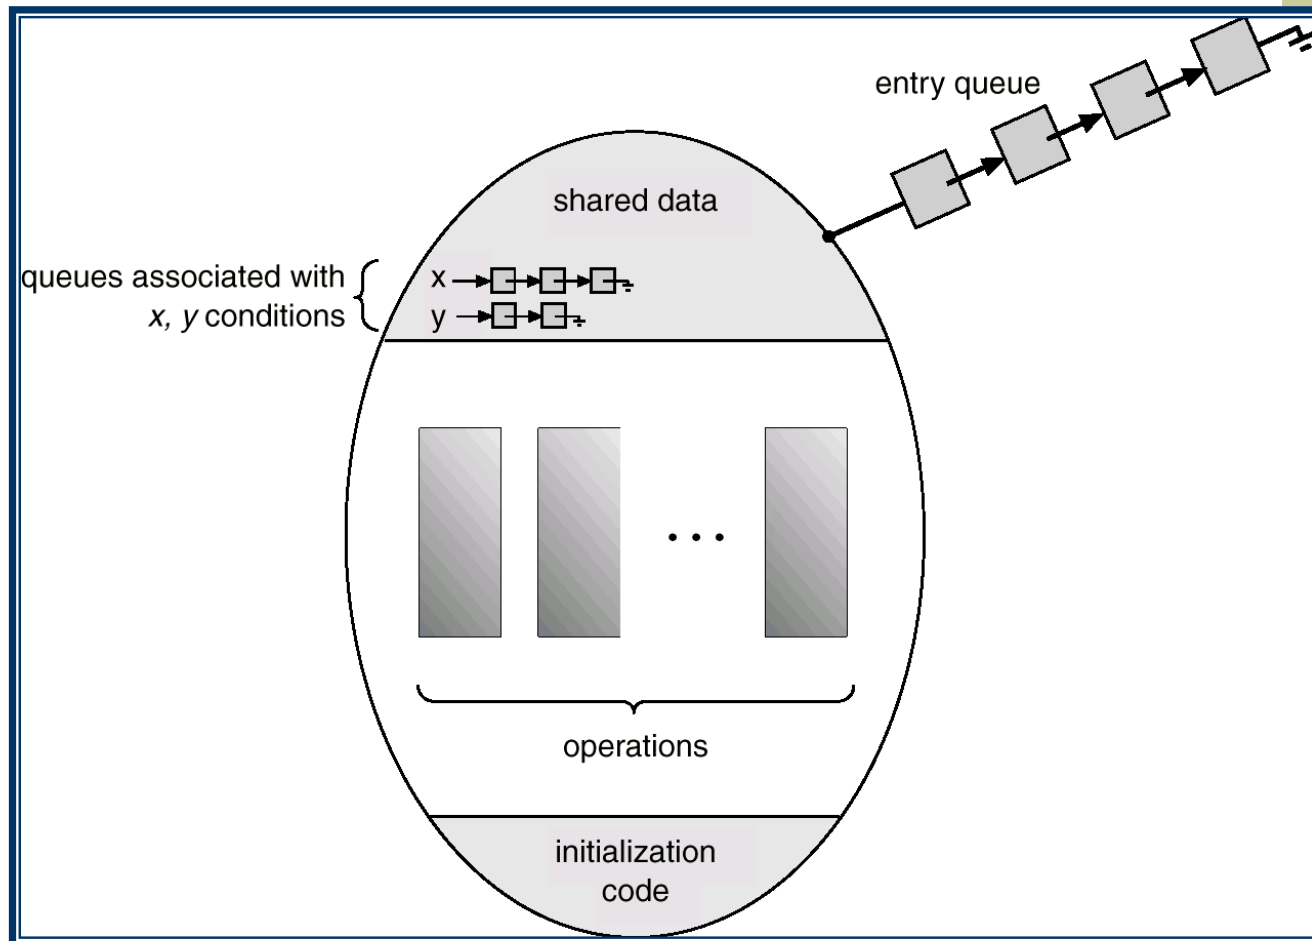 entry queue
shared data
queues associated with
x, y conditions
x
y
...
operations
initialization
code